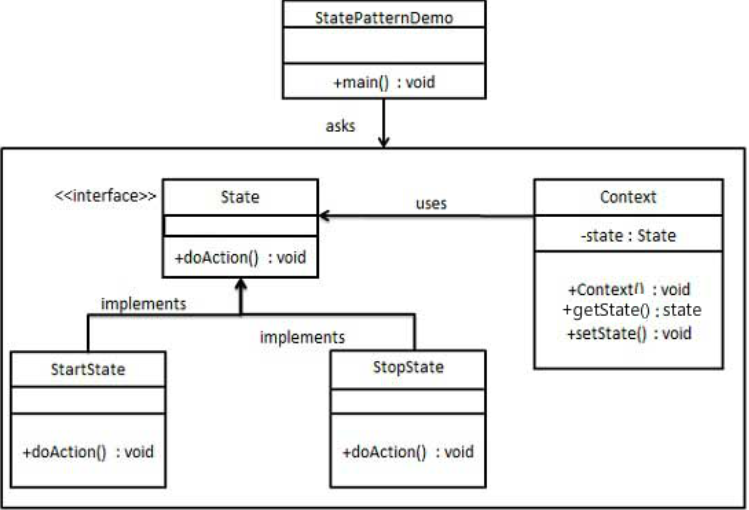 StatePatternDemo
+main() : void
asks
<<interface>>
State
uses
Context
-state : State
+doAction() : void
+Context() : void
+getState() : state
+setState() : void
implements
implements
StartState
StopState
+doAction() : void
+doAction() : void